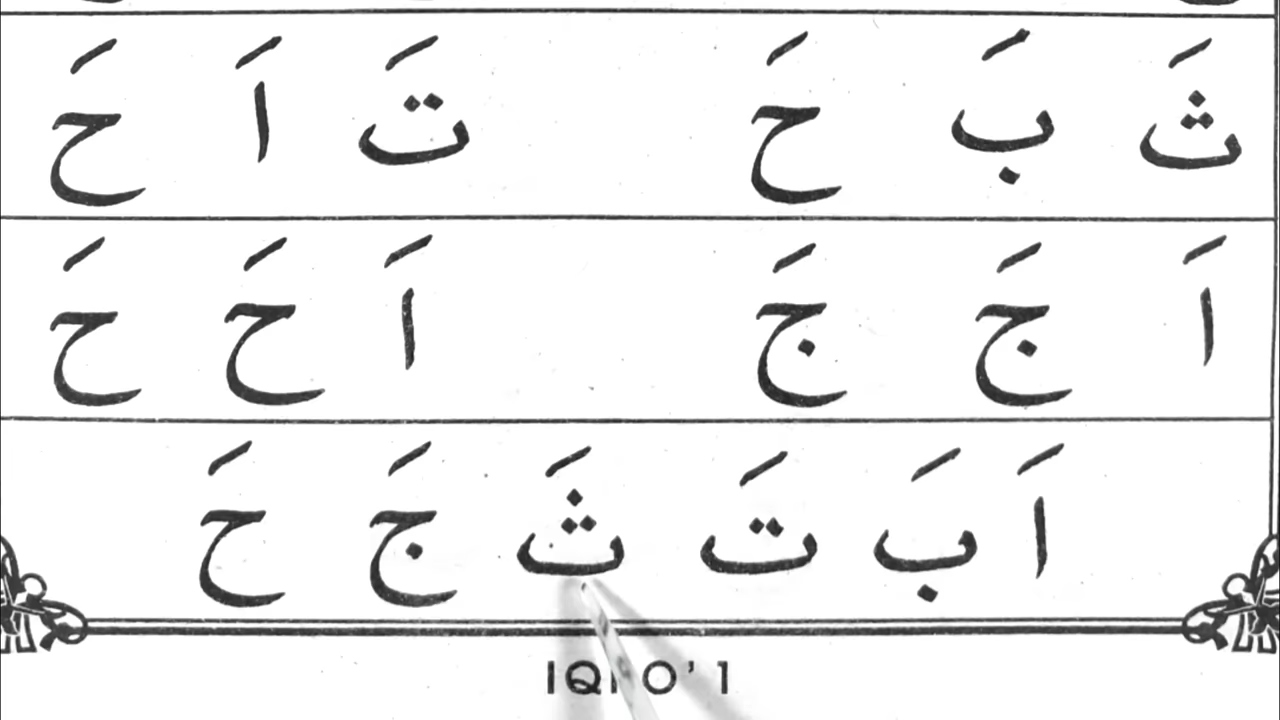 ثَ بَ حَ تَ اَ حَ
اَ جَ جَ اَ حَ حَ
اَ بَ تَ ثَ جَ حَ
IQRO' 1